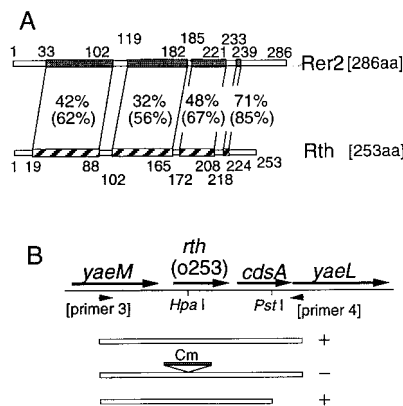 A
1 33 102 119 182 185 221 233 239 286
Rer2 [286aa]
42% 32% 48% 71%
(62%) (56%) (67%) (85%)
Rth [253aa]
1 19 88 102 165 172 208 218 224 253
B
yaeM rth (o253) cdsA yaeL
[primer 3] Hpa I Pst I [primer 4]
+
Cm
−
+